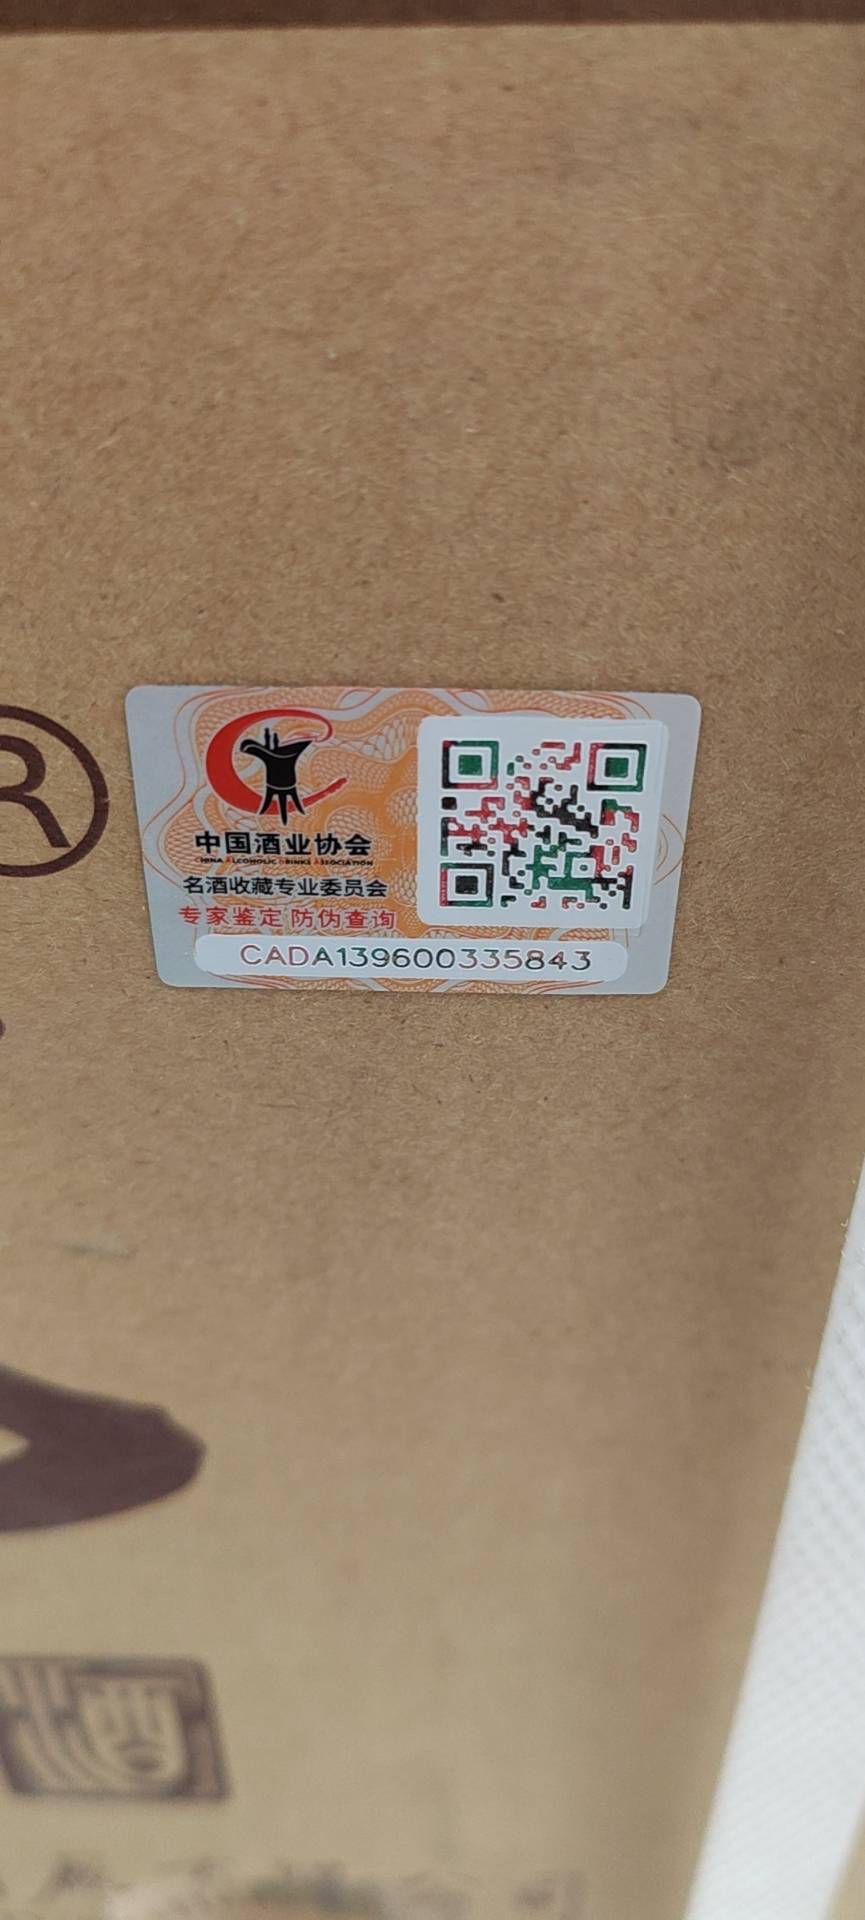 ®
中国酒业协会
CHINA ALCOHOLIC DRINKS ASSOCIATION
名酒收藏专业委员会
专家鉴定 防伪查询
CADA139600335843